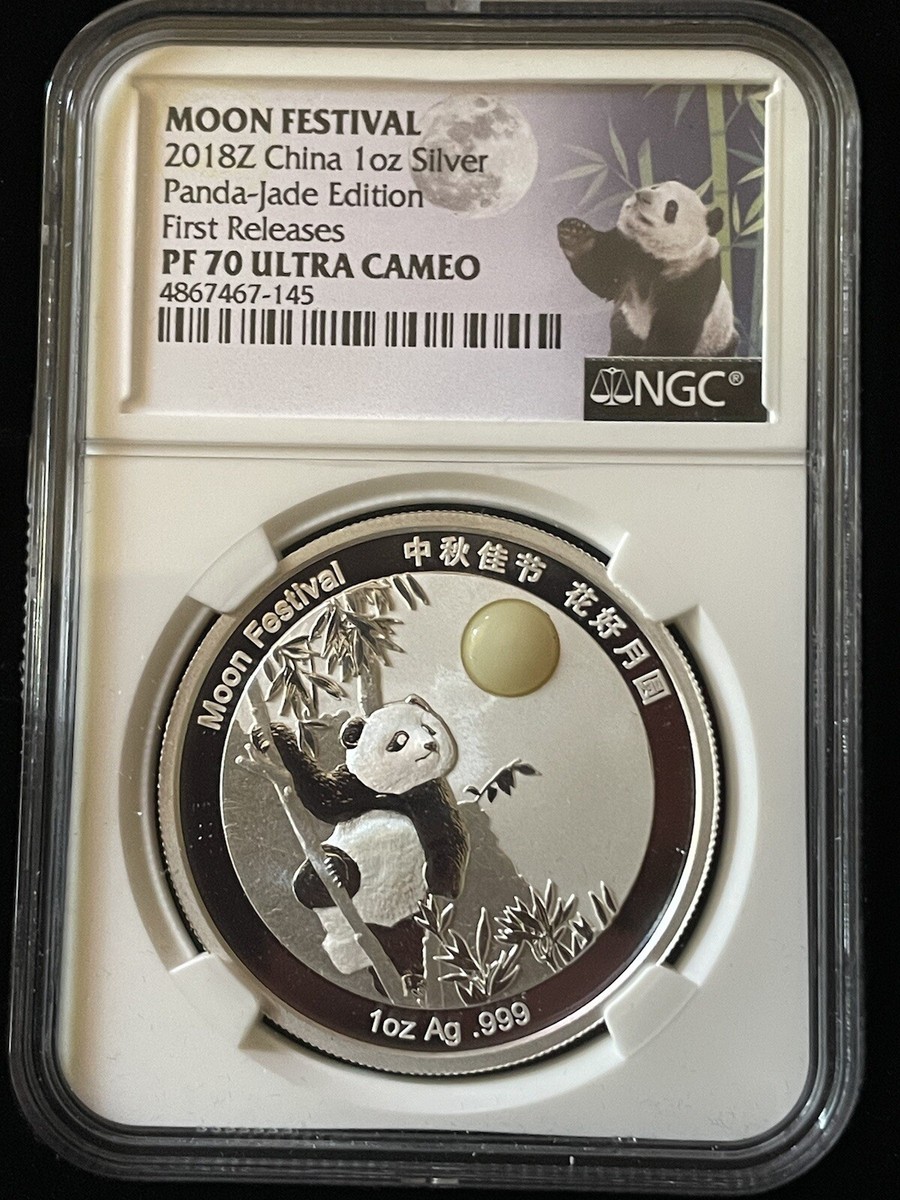 MOON FESTIVAL
2018Z China 1oz Silver
Panda-Jade Edition
First Releases
PF 70 ULTRA CAMEO
4867467-145
NGC®
Moon Festival
中秋佳节 花好月圆
1oz Ag .999